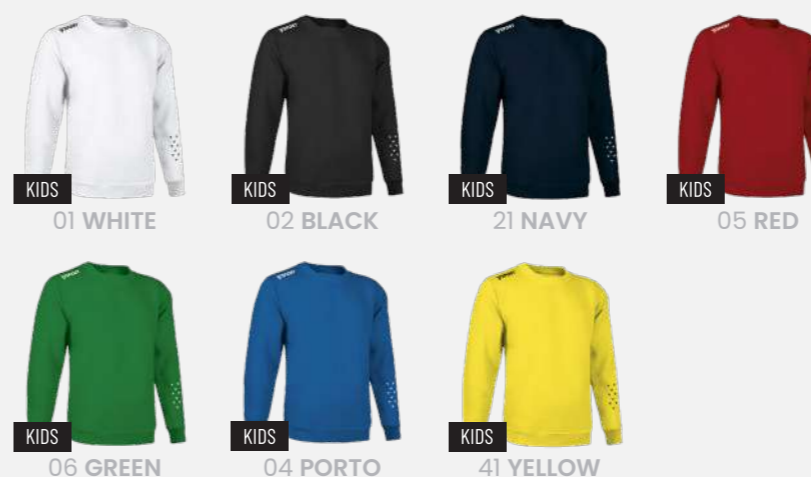 KIDS
01 WHITE
KIDS
02 BLACK
KIDS
21 NAVY
KIDS
05 RED
KIDS
06 GREEN
KIDS
04 PORTO
KIDS
41 YELLOW